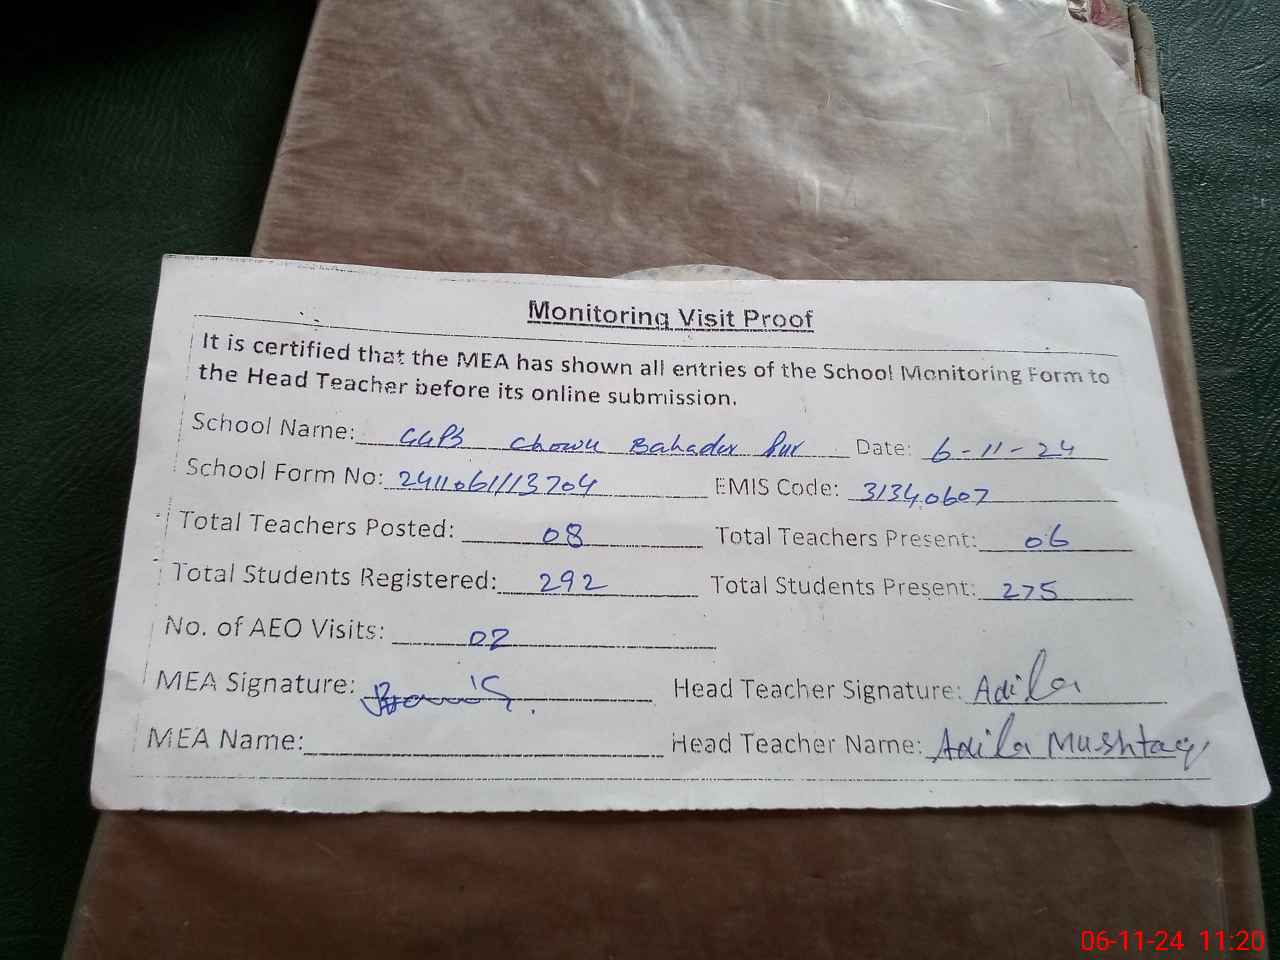 Monitoring Visit Proof
It is certified that the MEA has shown all entries of the School Monitoring Form to
the Head Teacher before its online submission.
School Name: GGPS Chowk Bahader Pur Date: 6-11-24
School Form No: 2411061113704 EMIS Code: 31340607
Total Teachers Posted: 08 Total Teachers Present: 06
Total Students Registered: 292 Total Students Present: 275
No. of AEO Visits: 02
MEA Signature: Head Teacher Signature: Adila
MEA Name: Head Teacher Name: Adila Mushtaq
06-11-24 11:20